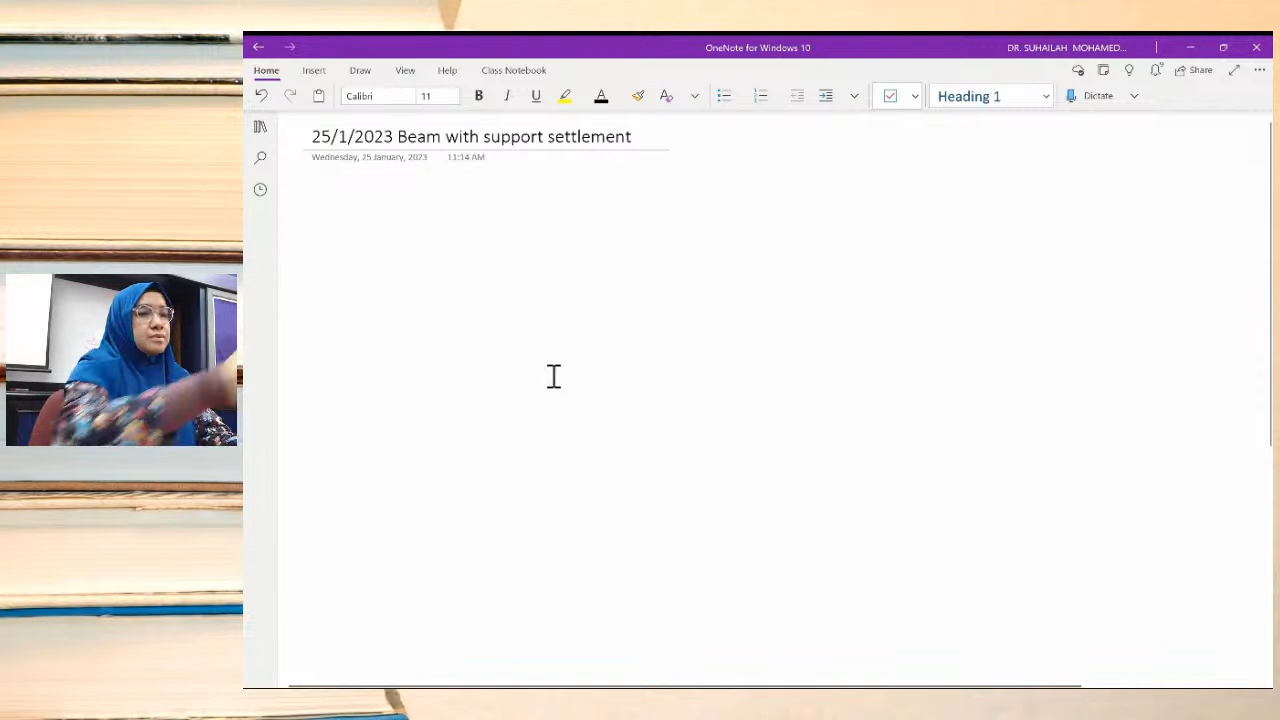 OneNote for Windows 10
DR. SUHAILAH MOHAMED...
Home Insert Draw View Help Class Notebook
Share
Calibri 11 B I U A Heading 1 Dictate
25/1/2023 Beam with support settlement
Wednesday, 25 January, 2023 11:14 AM